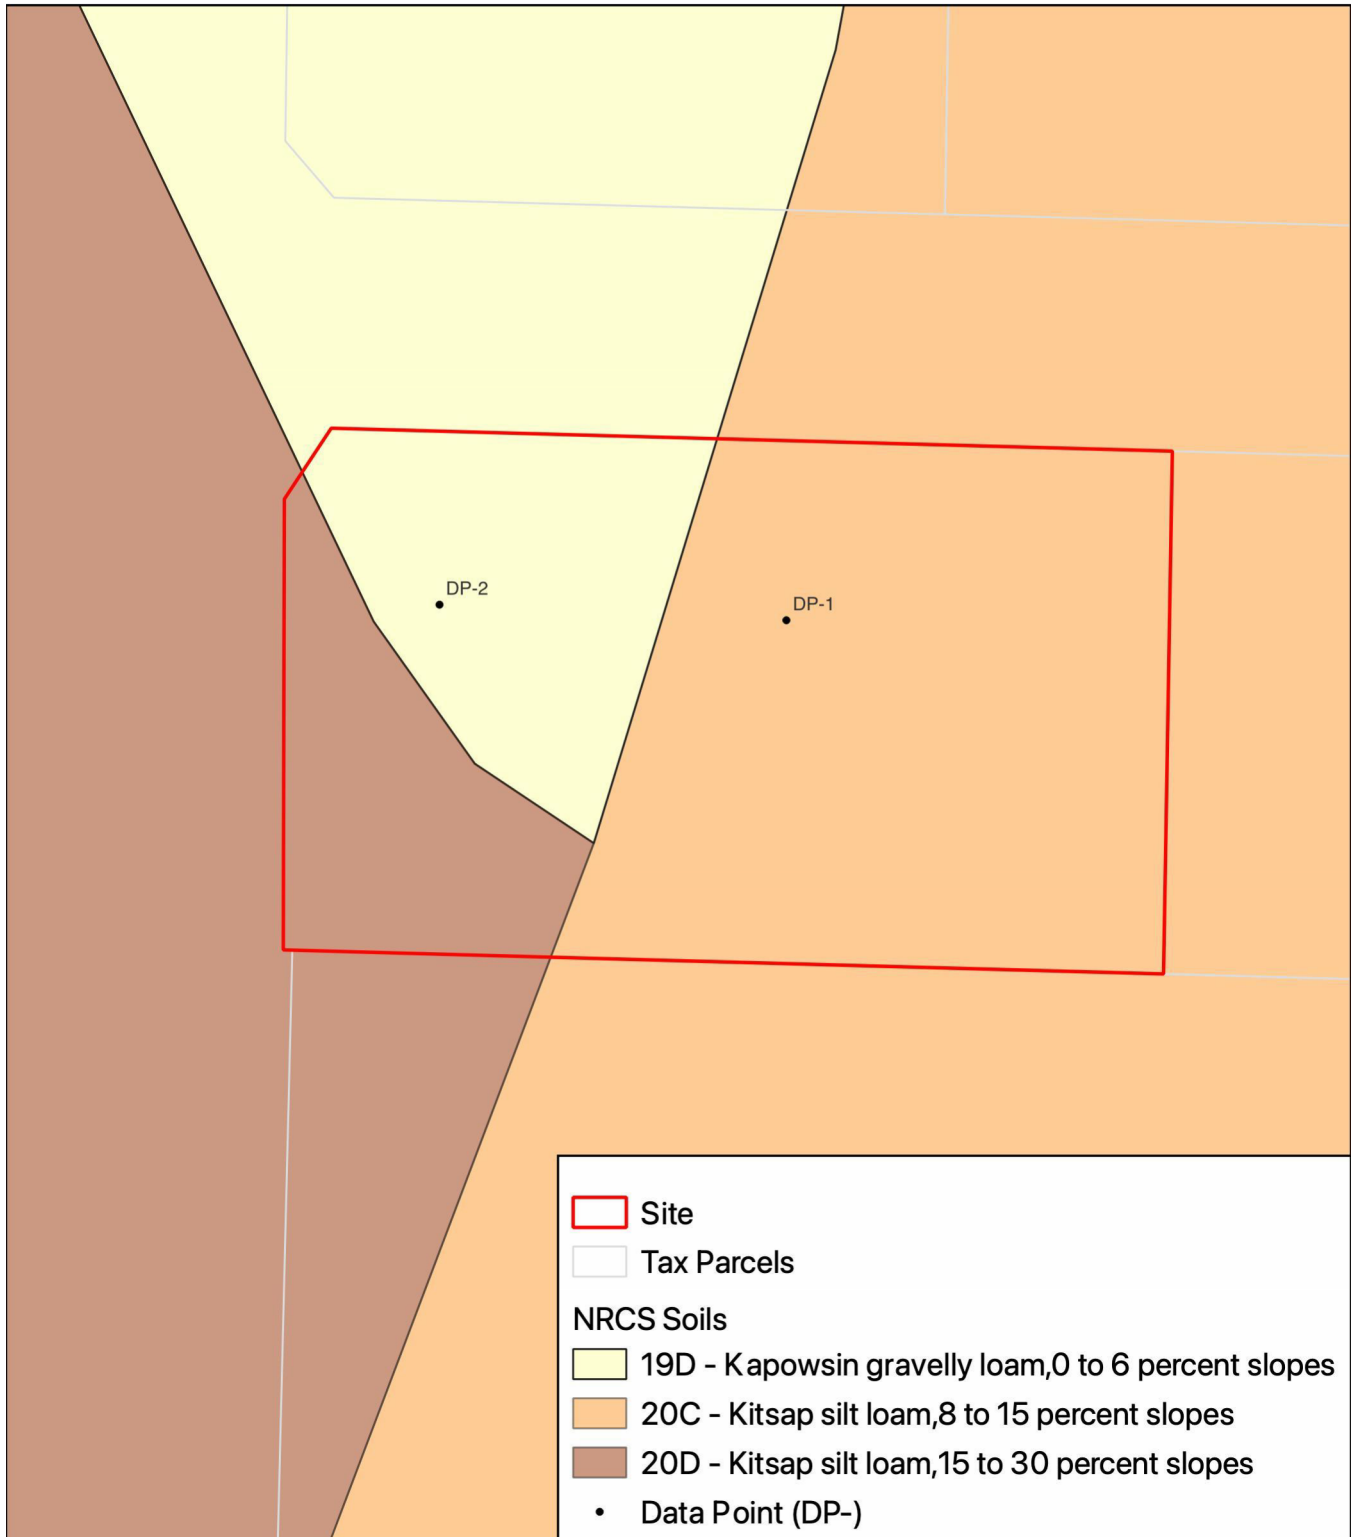 DP-2
DP-1
Site
Tax Parcels
NRCS Soils
19D - Kapowsin gravelly loam,0 to 6 percent slopes
20C - Kitsap silt loam,8 to 15 percent slopes
20D - Kitsap silt loam,15 to 30 percent slopes
Data Point (DP-)